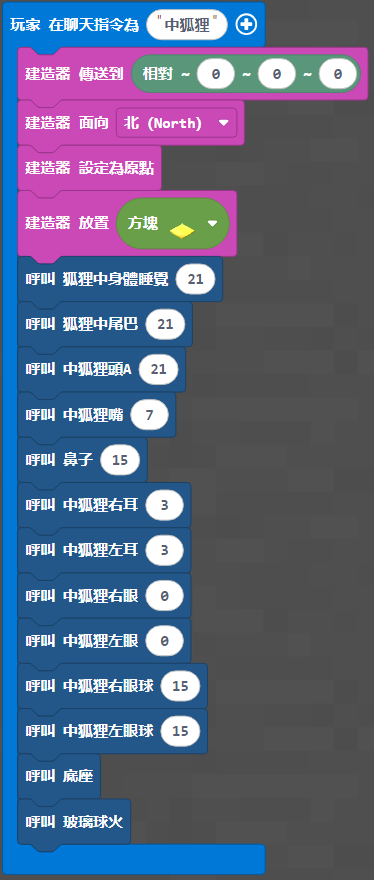 玩家 在聊天指令為 "中狐狸"
建造器 傳送到 相對 ~ 0 ~ 0 ~ 0
建造器 面向 北 (North)
建造器 設定為原點
建造器 放置 方塊
呼叫 狐狸中身體睡覺 21
呼叫 狐狸中尾巴 21
呼叫 中狐狸頭A 21
呼叫 中狐狸嘴 7
呼叫 鼻子 15
呼叫 中狐狸右耳 3
呼叫 中狐狸左耳 3
呼叫 中狐狸右眼 0
呼叫 中狐狸左眼 0
呼叫 中狐狸右眼球 15
呼叫 中狐狸左眼球 15
呼叫 底座
呼叫 玻璃球火